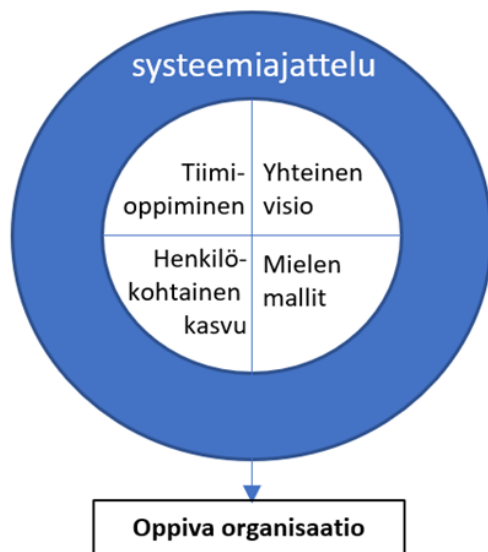 systeemiajattelu
Tiimi-
oppiminen
Yhteinen
visio
Henkilö-
kohtainen
kasvu
Mielen
mallit
Oppiva organisaatio